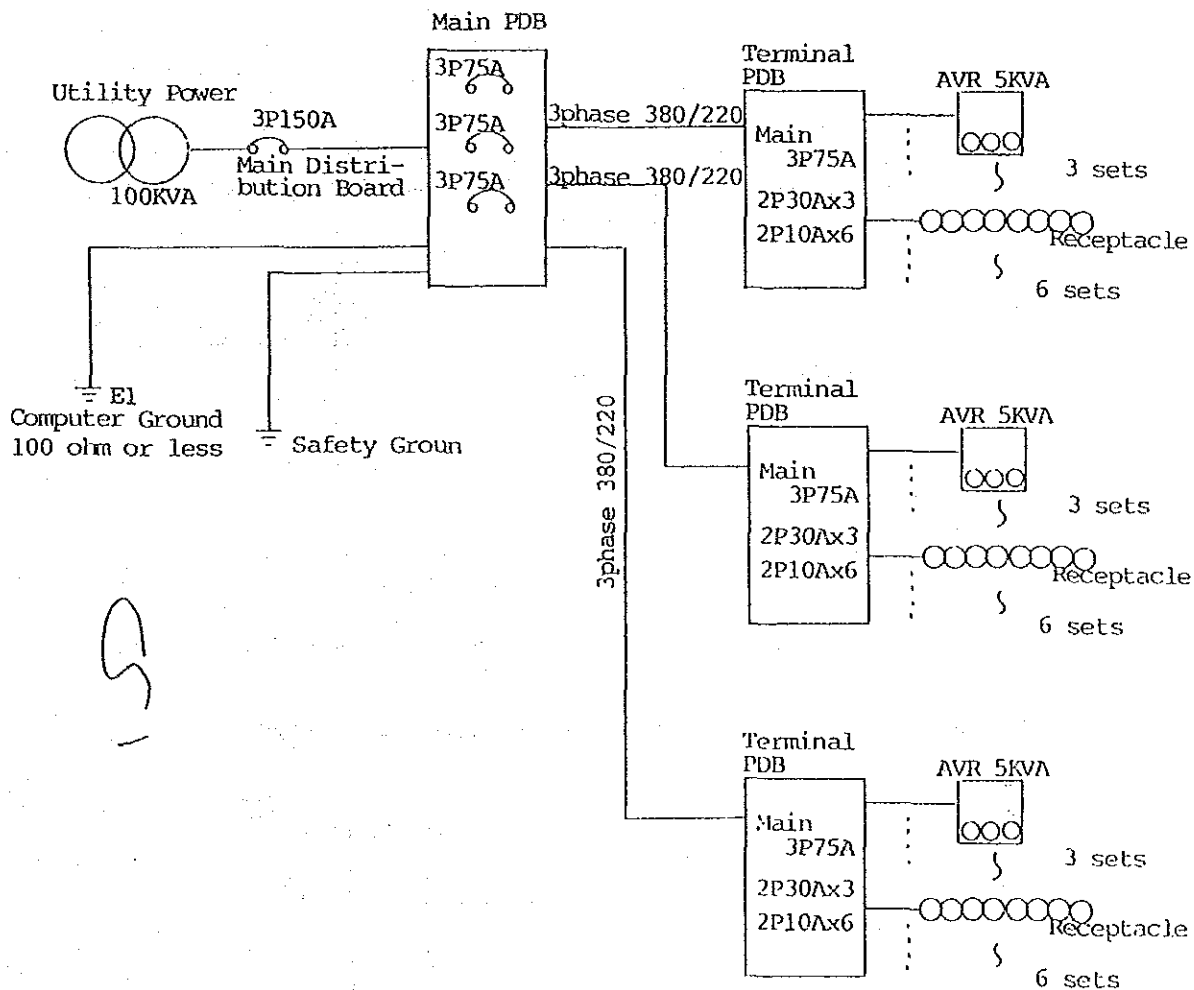 Main PDB
Utility Power
3P150A
Main Distri-
bution Board
100KVA
3P75A
3P75A
3P75A
3phase 380/220
3phase 380/220
3phase 380/220
E1
Computer Ground
100 ohm or less
Safety Groun
Terminal
PDB
Main
3P75A
2P30Ax3
2P10Ax6
AVR 5KVA
3 sets
Receptacle
6 sets
Terminal
PDB
Main
3P75A
2P30Ax3
2P10Ax6
AVR 5KVA
3 sets
Receptacle
6 sets
Terminal
PDB
Main
3P75A
2P30Ax3
2P10Ax6
AVR 5KVA
3 sets
Receptacle
6 sets